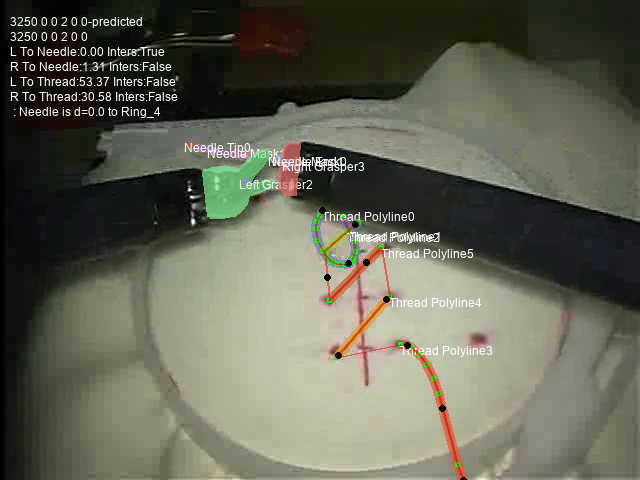 3250 0 0 2 0 0-predicted
3250 0 0 2 0 0
L To Needle:0.00 Inters:True
R To Needle:1.31 Inters:False
L To Thread:53.37 Inters:False
R To Thread:30.58 Inters:False
: Needle is d=0.0 to Ring_4
Needle Tip0
Needle Mask
Right Grasper3
Left Grasper2
Thread Polyline0
Thread Polyline2
Thread Polyline5
Thread Polyline4
Thread Polyline3